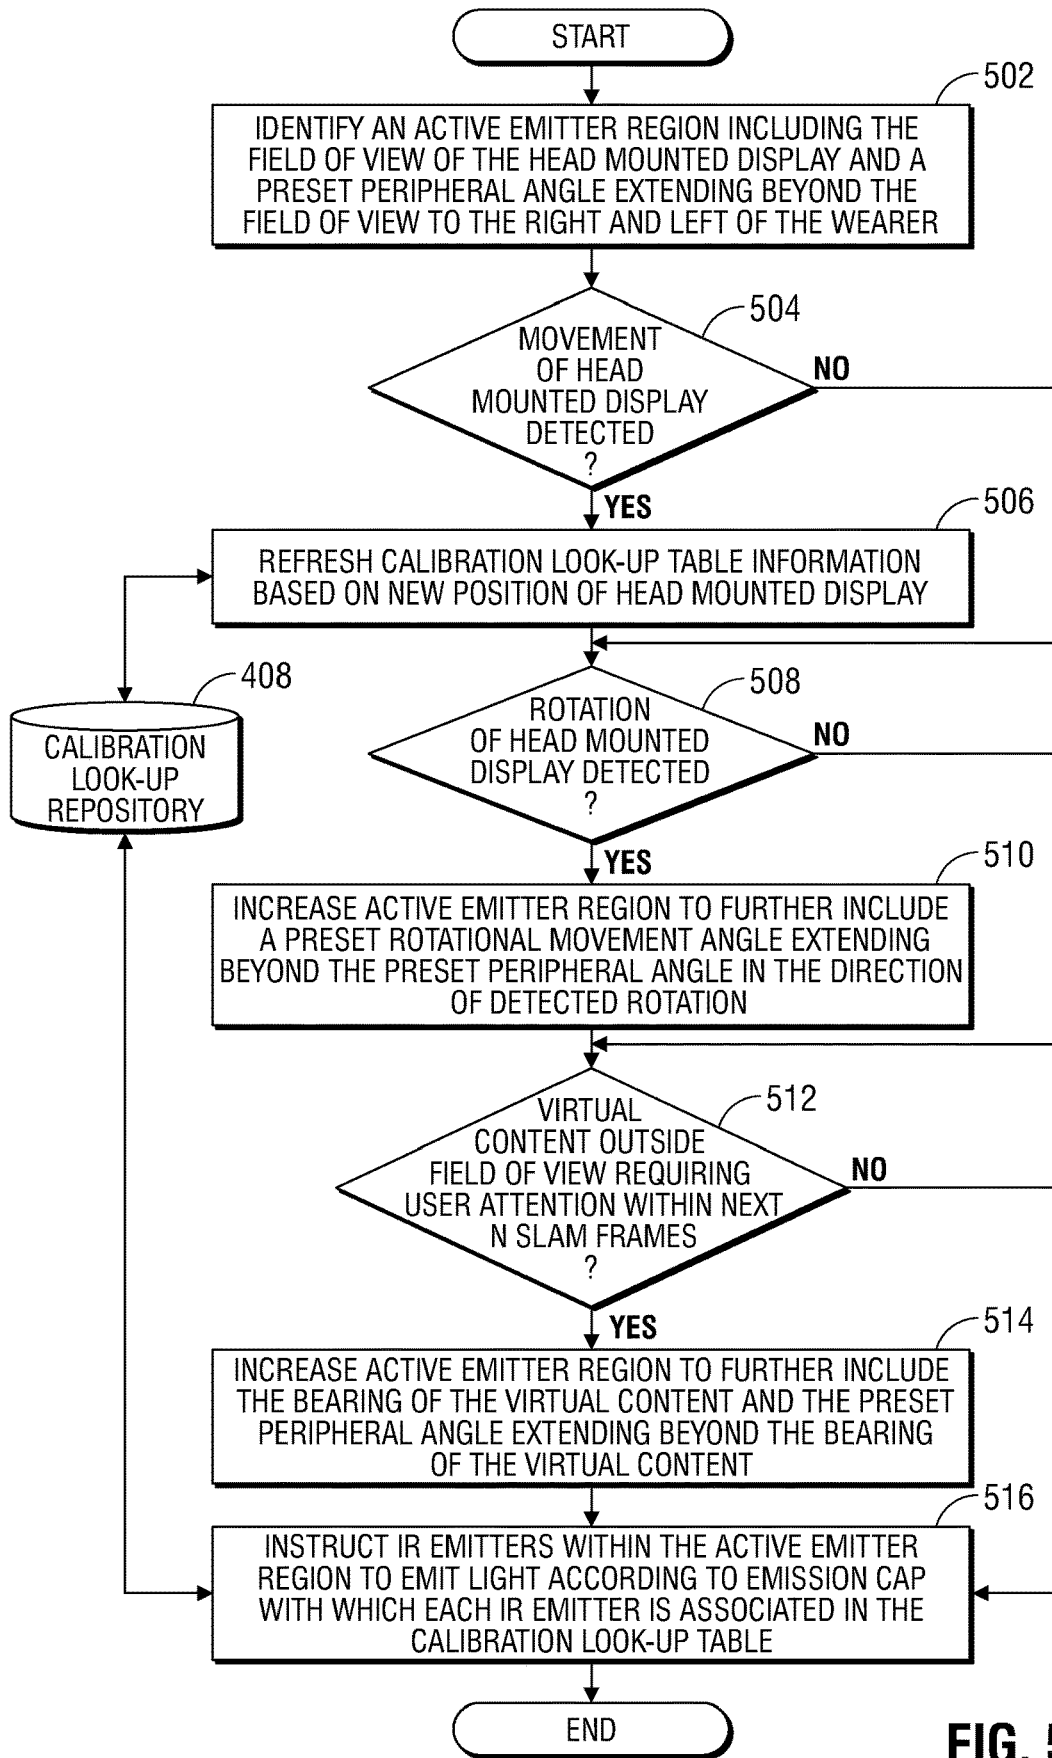 START
502
IDENTIFY AN ACTIVE EMITTER REGION INCLUDING THE
FIELD OF VIEW OF THE HEAD MOUNTED DISPLAY AND A
PRESET PERIPHERAL ANGLE EXTENDING BEYOND THE
FIELD OF VIEW TO THE RIGHT AND LEFT OF THE WEARER
504
MOVEMENT
OF HEAD
MOUNTED DISPLAY
DETECTED
?
NO
YES
506
REFRESH CALIBRATION LOOK-UP TABLE INFORMATION
BASED ON NEW POSITION OF HEAD MOUNTED DISPLAY
408
CALIBRATION
LOOK-UP
REPOSITORY
508
ROTATION
OF HEAD MOUNTED
DISPLAY DETECTED
?
NO
YES
510
INCREASE ACTIVE EMITTER REGION TO FURTHER INCLUDE
A PRESET ROTATIONAL MOVEMENT ANGLE EXTENDING
BEYOND THE PRESET PERIPHERAL ANGLE IN THE DIRECTION
OF DETECTED ROTATION
512
VIRTUAL
CONTENT OUTSIDE
FIELD OF VIEW REQUIRING
USER ATTENTION WITHIN NEXT
N SLAM FRAMES
?
NO
YES
514
INCREASE ACTIVE EMITTER REGION TO FURTHER INCLUDE
THE BEARING OF THE VIRTUAL CONTENT AND THE PRESET
PERIPHERAL ANGLE EXTENDING BEYOND THE BEARING
OF THE VIRTUAL CONTENT
516
INSTRUCT IR EMITTERS WITHIN THE ACTIVE EMITTER
REGION TO EMIT LIGHT ACCORDING TO EMISSION CAP
WITH WHICH EACH IR EMITTER IS ASSOCIATED IN THE
CALIBRATION LOOK-UP TABLE
END
FIG. 5